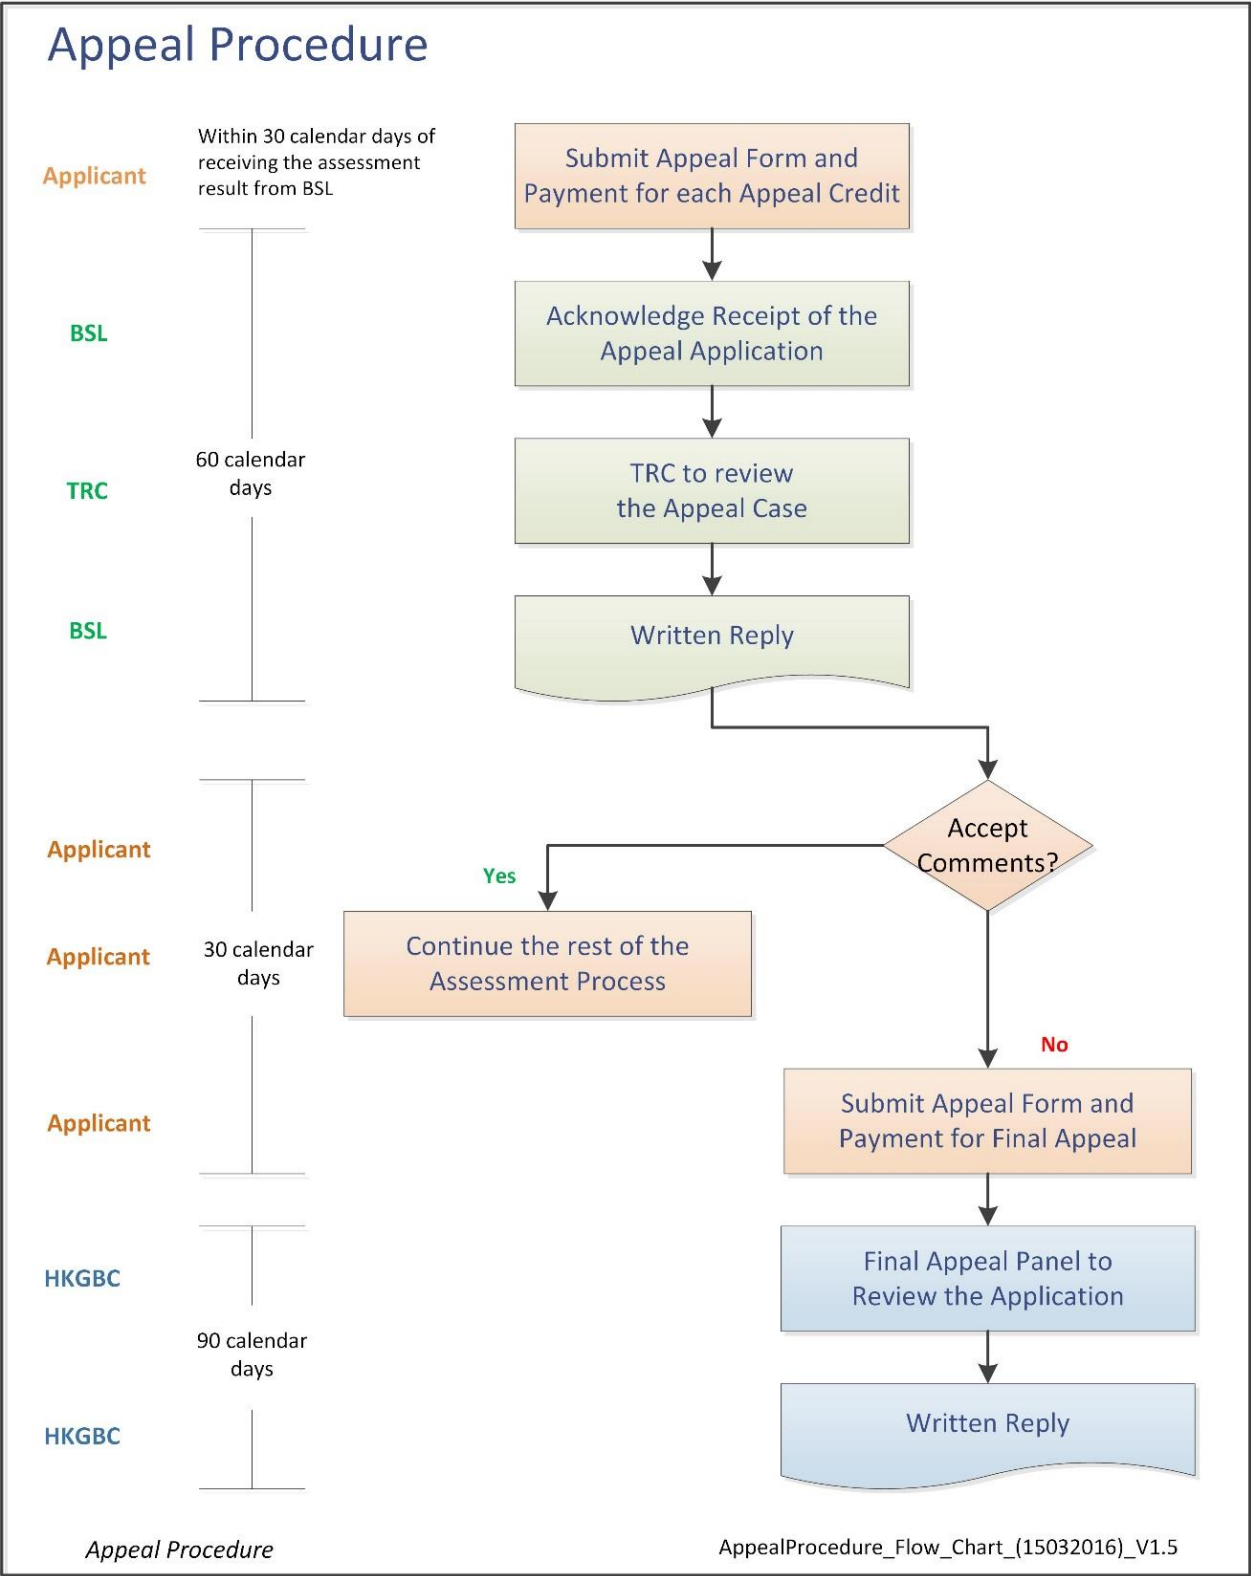 Appeal Procedure
Applicant
Within 30 calendar days of
receiving the assessment
result from BSL
Submit Appeal Form and
Payment for each Appeal Credit
BSL
Acknowledge Receipt of the
Appeal Application
60 calendar
days
TRC
TRC to review
the Appeal Case
BSL
Written Reply
Applicant
Accept
Comments?
Yes
Applicant
30 calendar
days
Continue the rest of the
Assessment Process
No
Applicant
Submit Appeal Form and
Payment for Final Appeal
HKGBC
Final Appeal Panel to
Review the Application
90 calendar
days
HKGBC
Written Reply
Appeal Procedure
AppealProcedure_Flow_Chart_(15032016)_V1.5